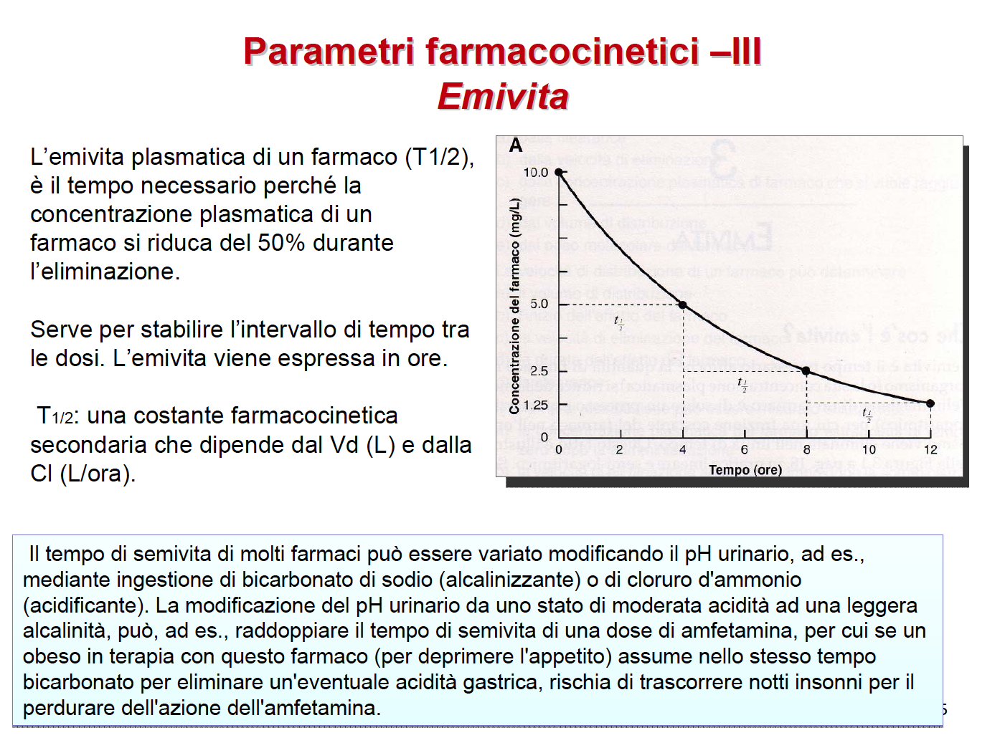 Parametri farmacocinetici –III
Emivita
L’emivita plasmatica di un farmaco (T1/2),
è il tempo necessario perché la
concentrazione plasmatica di un
farmaco si riduca del 50% durante
l’eliminazione.
Serve per stabilire l’intervallo di tempo tra
le dosi. L’emivita viene espressa in ore.
T1/2: una costante farmacocinetica
secondaria che dipende dal Vd (L) e dalla
Cl (L/ora).
A
Concentrazione del farmaco (mg/L)
10.0
5.0
2.5
1.25
0
t 1/2
t 1/2
t 1/2
0 2 4 6 8 10 12
Tempo (ore)
Il tempo di semivita di molti farmaci può essere variato modificando il pH urinario, ad es.,
mediante ingestione di bicarbonato di sodio (alcalinizzante) o di cloruro d'ammonio
(acidificante). La modificazione del pH urinario da uno stato di moderata acidità ad una leggera
alcalinità, può, ad es., raddoppiare il tempo di semivita di una dose di amfetamina, per cui se un
obeso in terapia con questo farmaco (per deprimere l'appetito) assume nello stesso tempo
bicarbonato per eliminare un'eventuale acidità gastrica, rischia di trascorrere notti insonni per il
perdurare dell'azione dell'amfetamina.